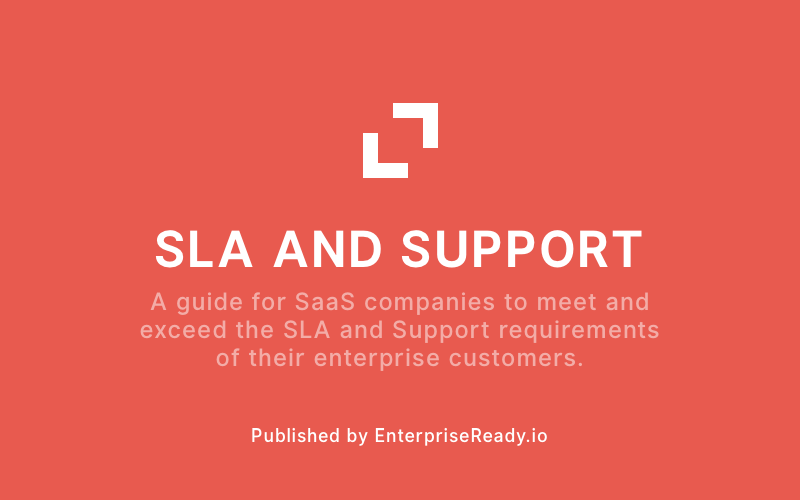 SLA AND SUPPORT
A guide for SaaS companies to meet and
exceed the SLA and Support requirements
of their enterprise customers.
Published by EnterpriseReady.io